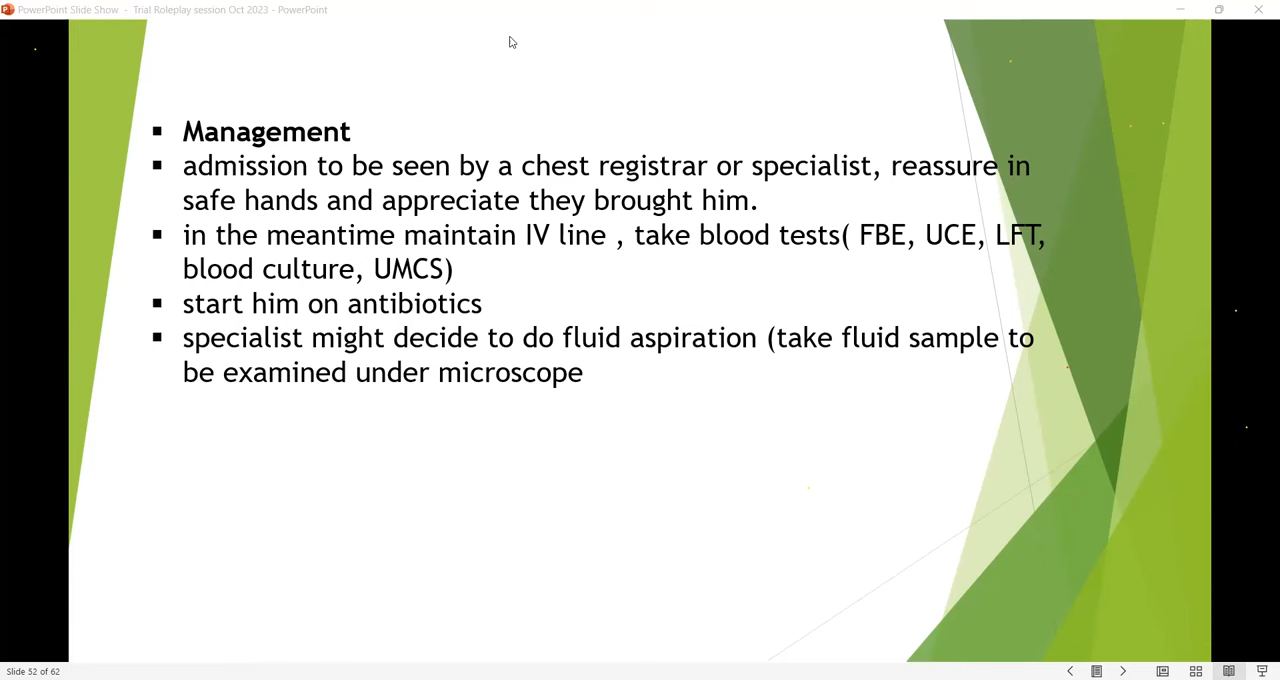 PowerPoint Slide Show - Trial Roleplay session Oct 2023 - PowerPoint
▪ Management
▪ admission to be seen by a chest registrar or specialist, reassure in
safe hands and appreciate they brought him.
▪ in the meantime maintain IV line , take blood tests( FBE, UCE, LFT,
blood culture, UMCS)
▪ start him on antibiotics
▪ specialist might decide to do fluid aspiration (take fluid sample to
be examined under microscope
Slide 52 of 62